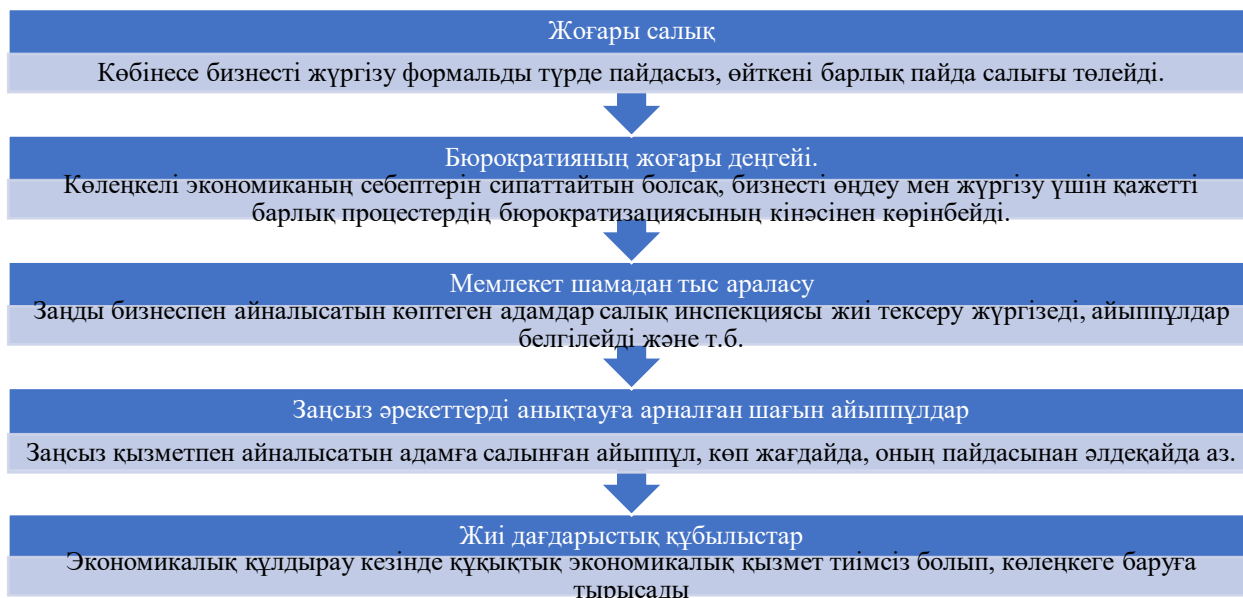 Жоғары салық
Көбінесе бизнесті жүргізу формальды түрде пайдасыз, өйткені барлық пайда салығы төлейді.
Бюрократияның жоғары деңгейі.
Көлеңкелі экономиканың себептерін сипаттайтын болсақ, бизнесті өңдеу мен жүргізу үшін қажетті
барлық процестердің бюрократизациясының кінәсінен көрінбейді.
Мемлекет шамадан тыс араласу
Заңды бизнеспен айналысатын көптеген адамдар салық инспекциясы жиі тексеру жүргізеді, айыппұлдар
белгілейді және т.б.
Заңсыз әрекеттерді анықтауға арналған шағын айыппұлдар
Заңсыз қызметпен айналысатын адамға салынған айыппұл, көп жағдайда, оның пайдасынан әлдеқайда аз.
Жиі дағдарыстық құбылыстар
Экономикалық құлдырау кезінде құқықтық экономикалық қызмет тиімсіз болып, көлеңкеге баруға
тырысады